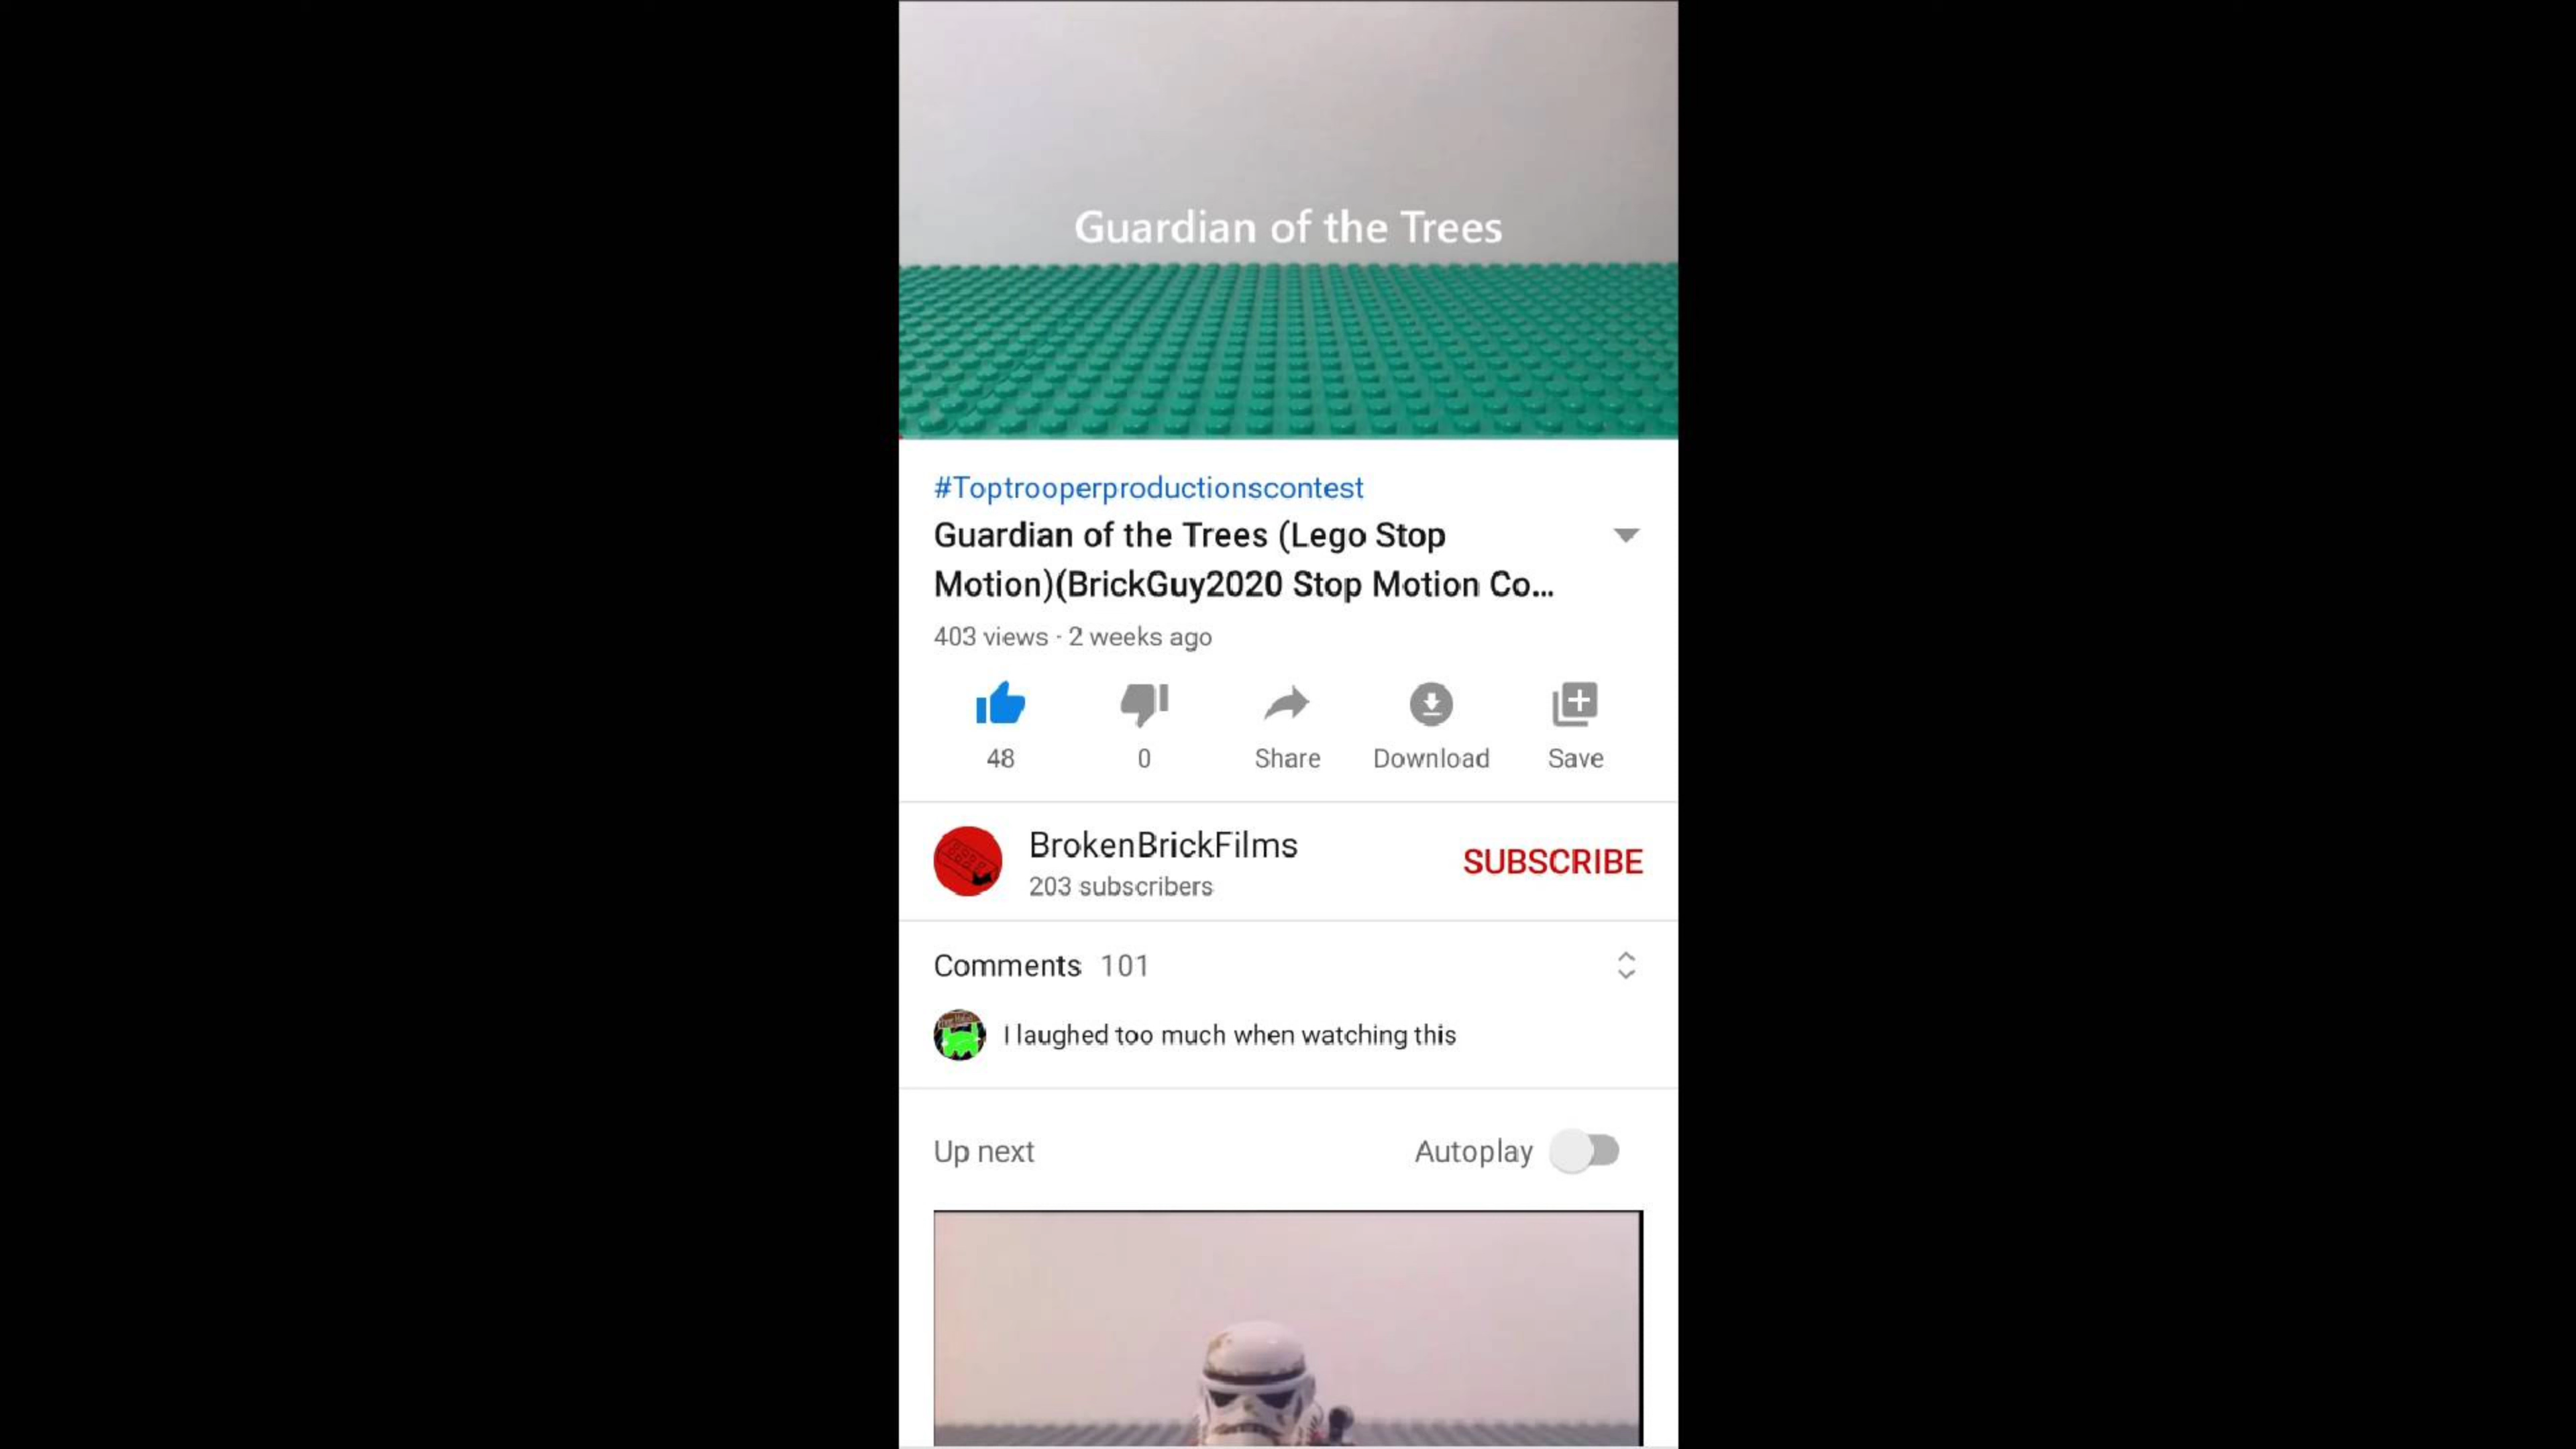 Guardian of the Trees
#Toptrooperproductionscontest
Guardian of the Trees (Lego Stop
Motion)(BrickGuy2020 Stop Motion Co...
403 views · 2 weeks ago
48
0
Share
Download
Save
BrokenBrickFilms
203 subscribers
SUBSCRIBE
Comments 101
I laughed too much when watching this
Up next
Autoplay